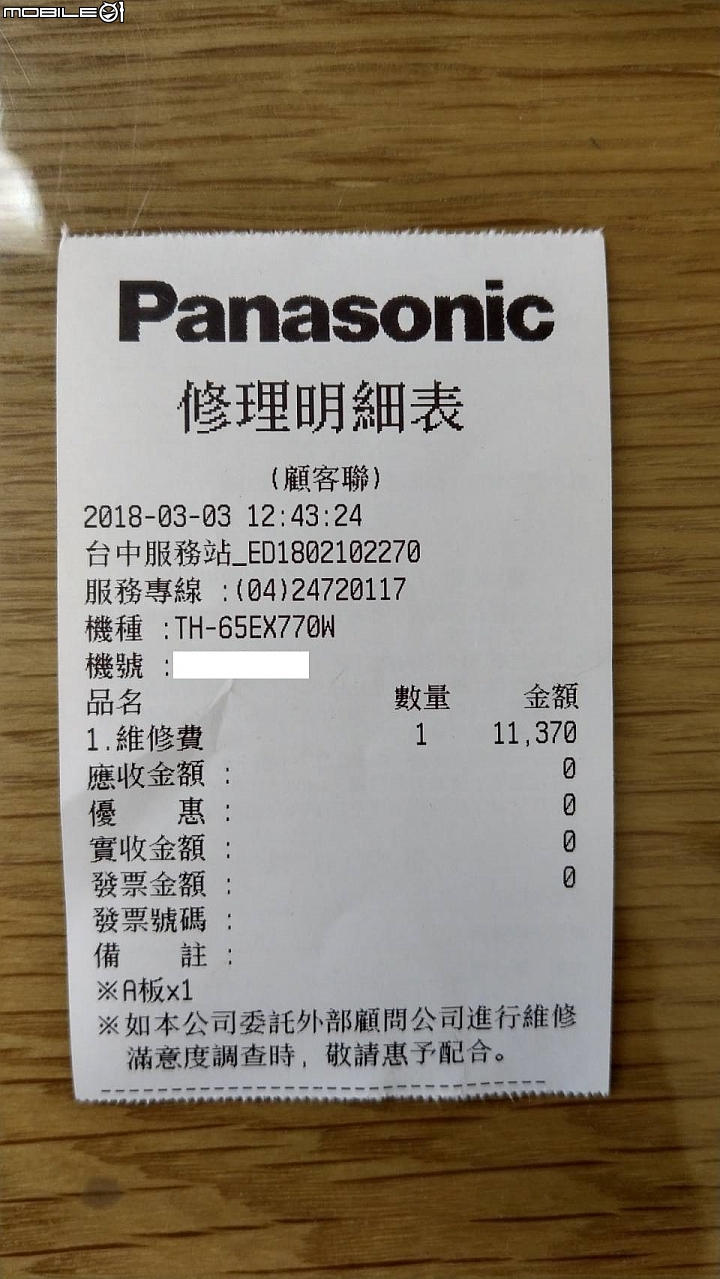 MOBILE01
Panasonic
修理明細表
(顧客聯)
2018-03-03 12:43:24
台中服務站_ED1802102270
服務專線 :(04)24720117
機種 :TH-65EX770W
機號 :
品名 數量 金額
1.維修費 1 11,370
應收金額 : 0
優 惠 : 0
實收金額 : 0
發票金額 : 0
發票號碼 :
備 註 :
※A板x1
※如本公司委託外部顧問公司進行維修
滿意度調查時, 敬請惠予配合。